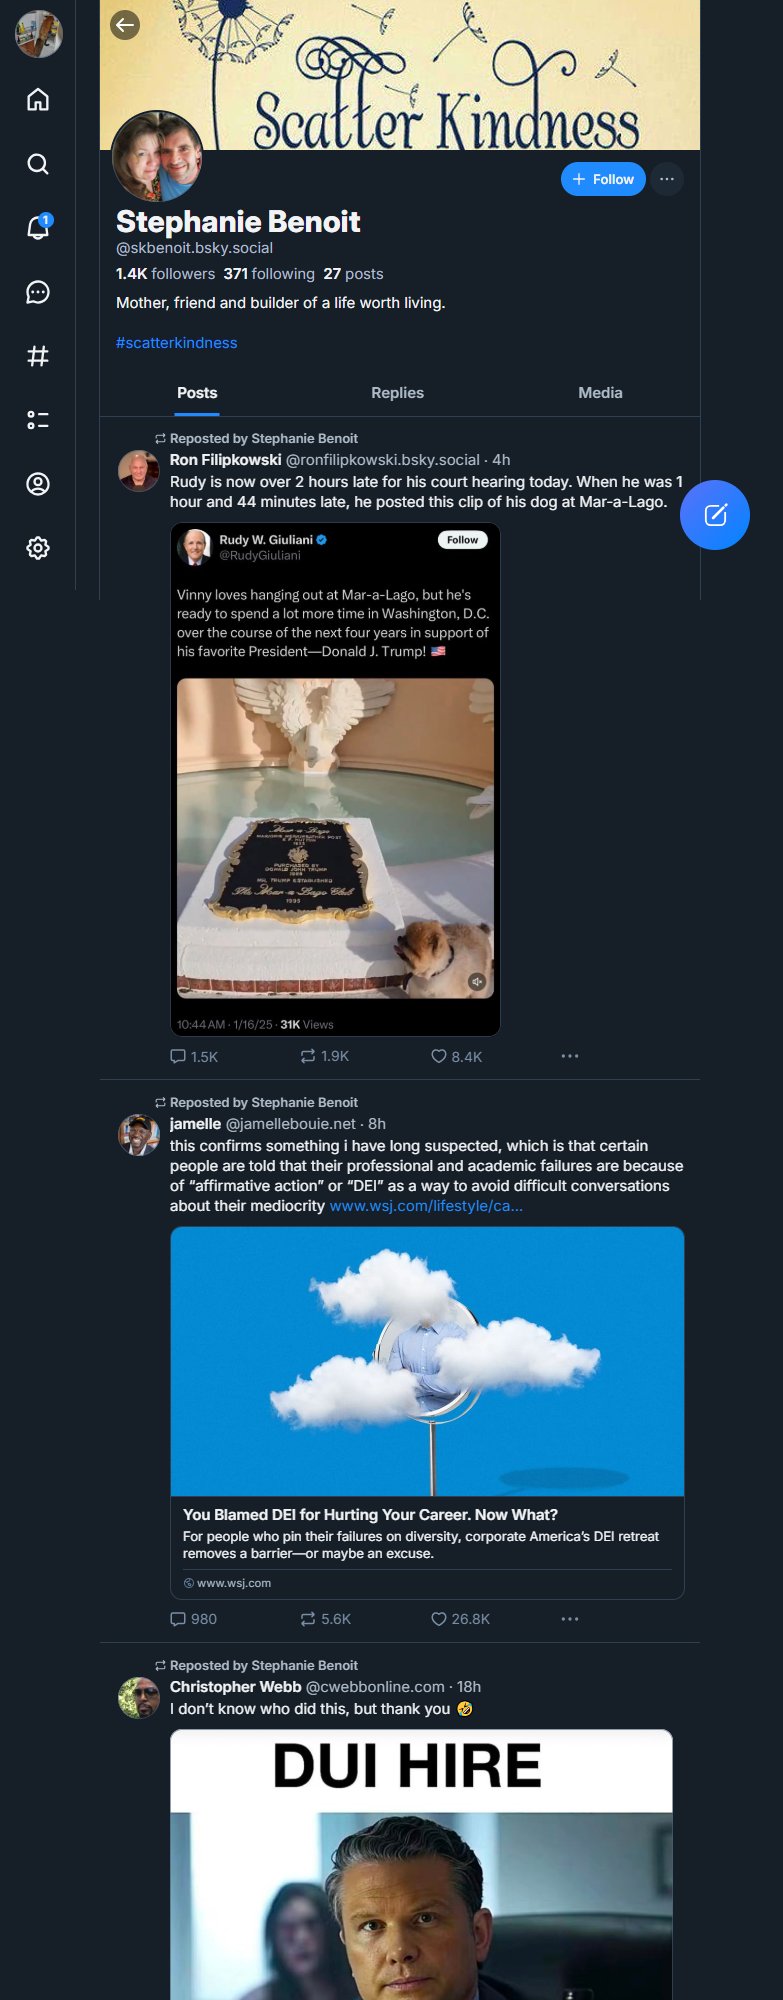 Scatter Kindness
Follow
Stephanie Benoit
@skbenoit.bsky.social
1.4K followers 371 following 27 posts
Mother, friend and builder of a life worth living.
#scatterkindness
Posts Replies Media
1
Reposted by Stephanie Benoit
Ron Filipkowski @ronfilipkowski.bsky.social · 4h
Rudy is now over 2 hours late for his court hearing today. When he was 1
hour and 44 minutes late, he posted this clip of his dog at Mar-a-Lago.
Rudy W. Giuliani
@RudyGiuliani
Follow
Vinny loves hanging out at Mar-a-Lago, but he's
ready to spend a lot more time in Washington, D.C.
over the course of the next four years in support of
his favorite President—Donald J. Trump! 🇺🇸
Mar-a-Lago
MARJORIE MERRIWEATHER POST
PURCHASED BY
DONALD JOHN TRUMP
1985
MR. TRUMP ESTABLISHED
The Mar-a-Lago Club
1995
10:44 AM · 1/16/25 · 31K Views
1.5K 1.9K 8.4K
Reposted by Stephanie Benoit
jamelle @jamellebouie.net · 8h
this confirms something i have long suspected, which is that certain
people are told that their professional and academic failures are because
of “affirmative action” or “DEI” as a way to avoid difficult conversations
about their mediocrity www.wsj.com/lifestyle/ca...
You Blamed DEI for Hurting Your Career. Now What?
For people who pin their failures on diversity, corporate America’s DEI retreat
removes a barrier—or maybe an excuse.
www.wsj.com
980 5.6K 26.8K
Reposted by Stephanie Benoit
Christopher Webb @cwebbonline.com · 18h
I don’t know who did this, but thank you 🤣
DUI HIRE